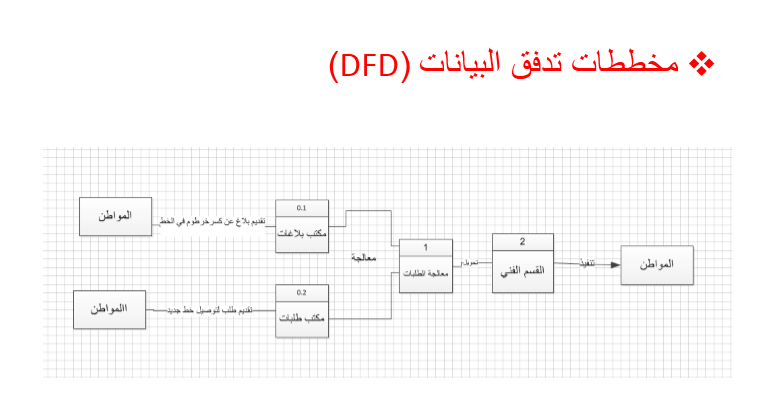 ❖ مخططات تدفق البيانات (DFD)
المواطن
تقديم بلاغ عن كسر خرطوم في الخط
0.1
مكتب بلاغات
معالجة
1
معالجة الطلبات
تحويل
2
القسم الفني
تنفيذ
المواطن
االمواطن
تقديم طلب لتوصيل خط جديد
0.2
مكتب طلبات